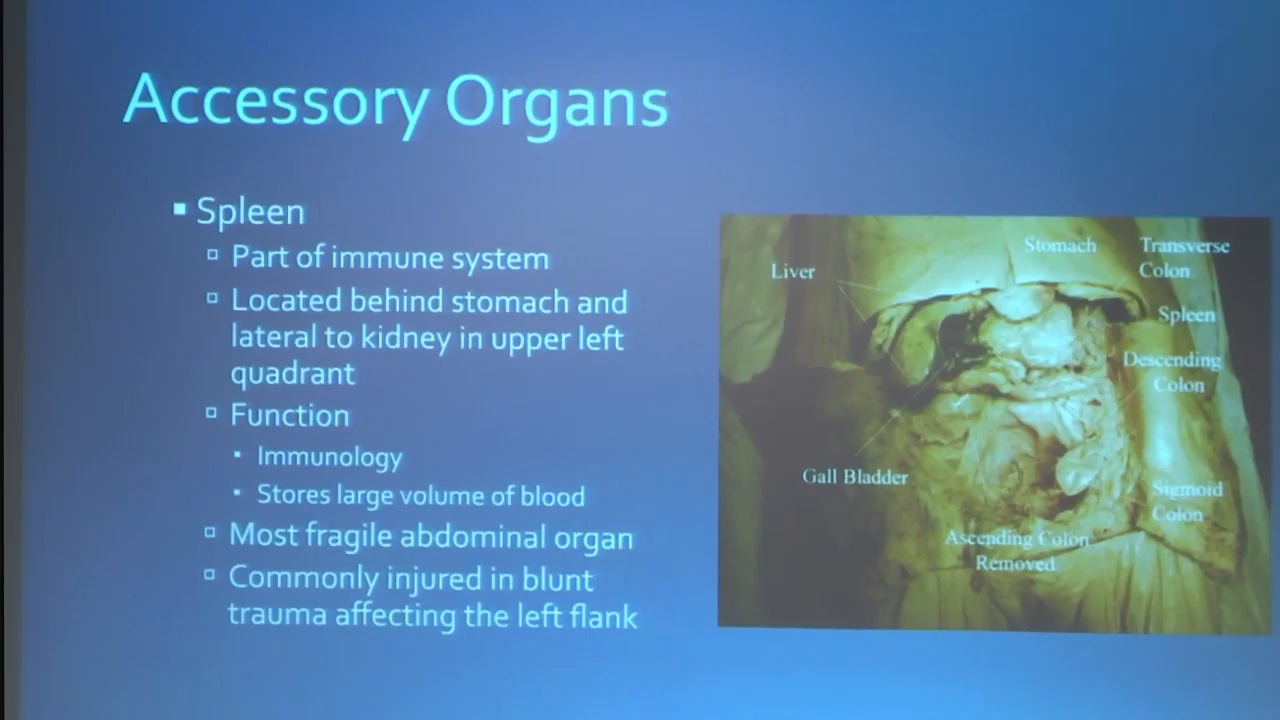 Accessory Organs
Spleen
Part of immune system
Located behind stomach and
lateral to kidney in upper left
quadrant
Function
Immunology
Stores large volume of blood
Most fragile abdominal organ
Commonly injured in blunt
trauma affecting the left flank
Liver
Stomach
Transverse
Colon
Spleen
Descending
Colon
Gall Bladder
Sigmoid
Colon
Ascending Colon
Removed